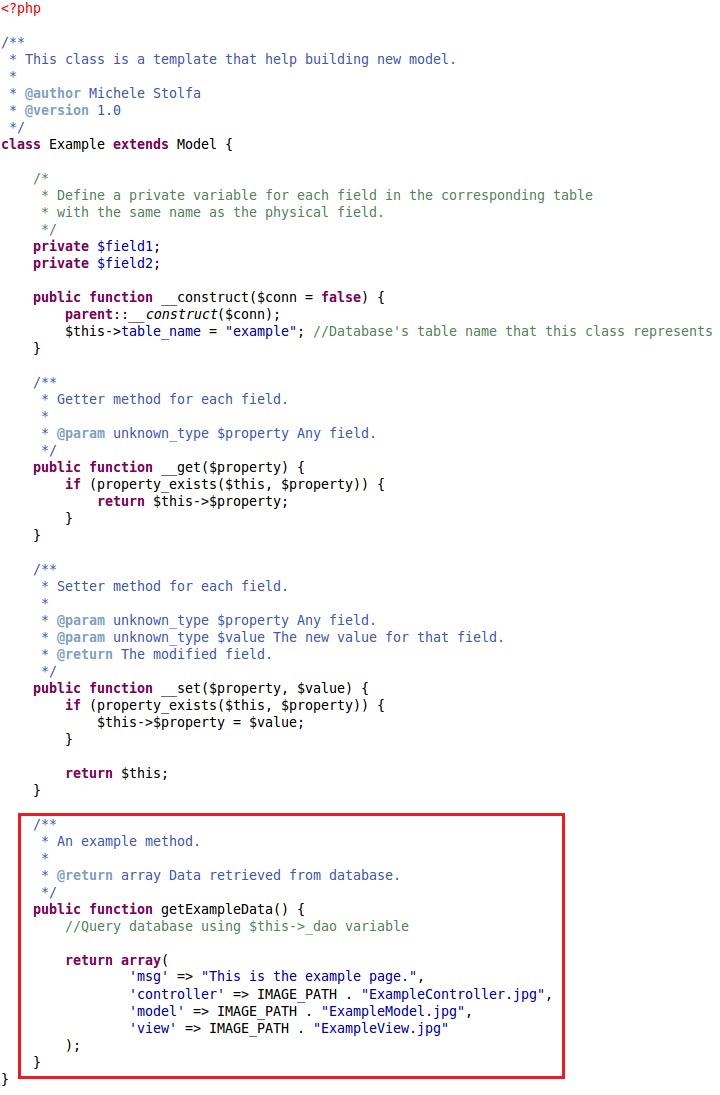 <?php

/**
 * This class is a template that help building new model.
 *
 * @author Michele Stolfa
 * @version 1.0
 */
class Example extends Model {

    /*
     * Define a private variable for each field in the corresponding table
     * with the same name as the physical field.
     */
    private $field1;
    private $field2;

    public function __construct($conn = false) {
        parent::__construct($conn);
        $this->table_name = "example"; //Database's table name that this class represents
    }

    /**
     * Getter method for each field.
     *
     * @param unknown_type $property Any field.
     */
    public function __get($property) {
        if (property_exists($this, $property)) {
            return $this->$property;
        }
    }

    /**
     * Setter method for each field.
     *
     * @param unknown_type $property Any field.
     * @param unknown_type $value The new value for that field.
     * @return The modified field.
     */
    public function __set($property, $value) {
        if (property_exists($this, $property)) {
            $this->$property = $value;
        }

        return $this;
    }

    /**
     * An example method.
     *
     * @return array Data retrieved from database.
     */
    public function getExampleData() {
        //Query database using $this->_dao variable

        return array(
                'msg' => "This is the example page.",
                'controller' => IMAGE_PATH . "ExampleController.jpg",
                'model' => IMAGE_PATH . "ExampleModel.jpg",
                'view' => IMAGE_PATH . "ExampleView.jpg"
        );
    }
}